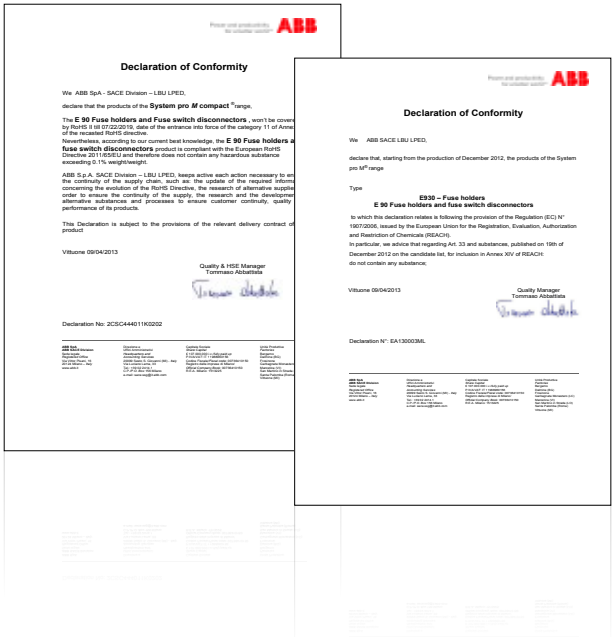 Power and productivity
for a better world™
ABB
Declaration of Conformity
We ABB SpA - SACE Division – LBU LPED,
declare that the products of the System pro M compact ® range,
The E 90 Fuse holders and Fuse switch disconnectors , won't be covere
by RoHS II till 07/22/2019, date of the entrance into force of the category 11 of Anne
of the recasted RoHS directive.
Nevertheless, according to our current best knowledge, the E 90 Fuse holders a
fuse switch disconnectors product is compliant with the European RoHS
Directive 2011/65/EU and therefore does not contain any hazardous substance
exceeding 0.1% weight/weight.
ABB S.p.A. SACE Division – LBU LPED, keeps active each action necessary to en
the continuity of the supply chain, such as: the update of the required informa
concerning the evolution of the RoHS Directive, the research of alternative supplie
order to ensure the continuity of the supply, the research and the development
alternative substances and processes to ensure customer continuity, quality
performance of its products.
This Declaration is subject to the provisions of the relevant delivery contract of
product
Vittuone 09/04/2013
Quality & HSE Manager
Tommaso Abbattista
Declaration No: 2CSC444011K0202
Power and productivity
for a better world™
ABB
Declaration of Conformity
We ABB SACE LBU LPED,
declare that, starting from the production of December 2012, the products of the System
pro M® range
Type
E930 – Fuse holders
E 90 Fuse holders and fuse switch disconnectors
to which this declaration relates is following the provision of the Regulation (EC) N°
1907/2006, issued by the European Union for the Registration, Evaluation, Authorization
and Restriction of Chemicals (REACH).
In particular, we advice that regarding Art. 33 and substances, published on 19th of
December 2012 on the candidate list, for inclusion in Annex XIV of REACH:
do not contain any substance;
Vittuone 09/04/2013
Quality Manager
Tommaso Abbattista
Declaration N°: EA130003ML